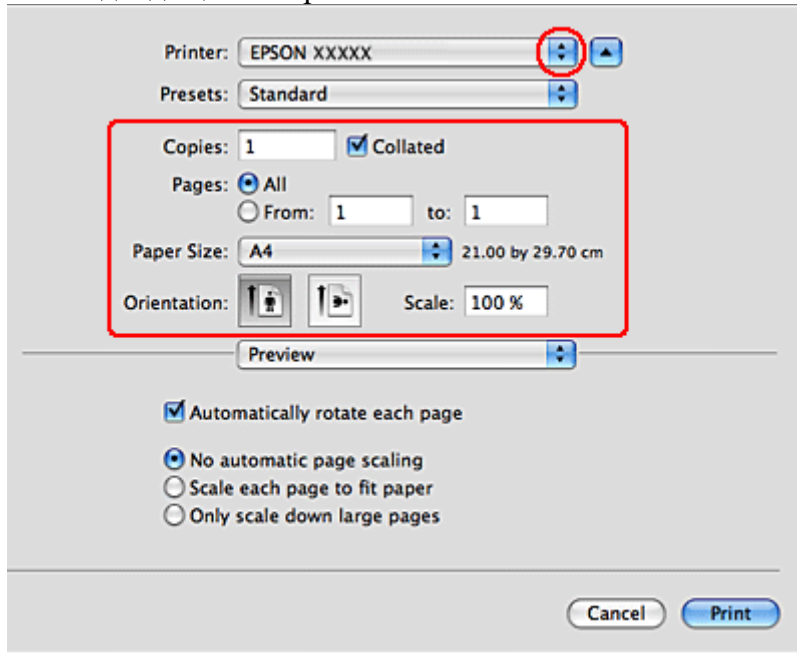 Printer: EPSON XXXXX
Presets: Standard
Copies: 1 Collated
Pages: All
From: 1 to: 1
Paper Size: A4 21.00 by 29.70 cm
Orientation: Scale: 100 %
Preview
Automatically rotate each page
No automatic page scaling
Scale each page to fit paper
Only scale down large pages
Cancel Print